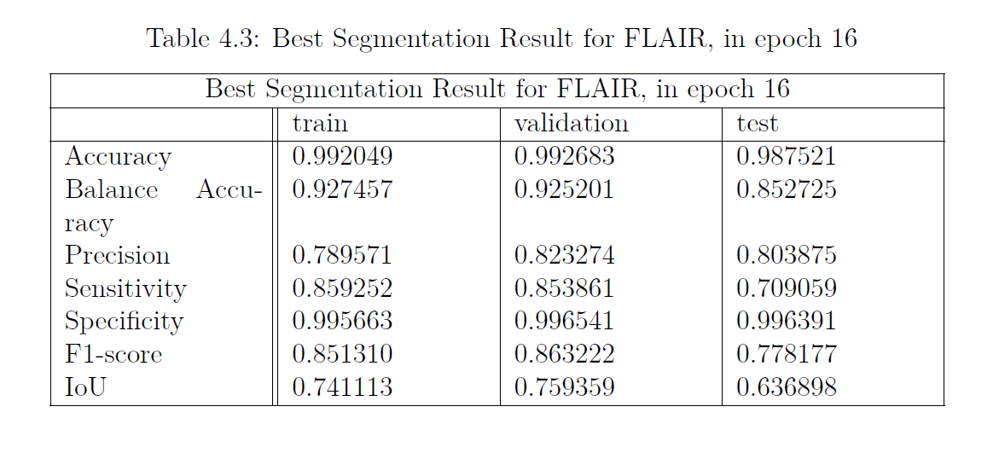 Table 4.3: Best Segmentation Result for FLAIR, in epoch 16
Best Segmentation Result for FLAIR, in epoch 16
train validation test
Accuracy 0.992049 0.992683 0.987521
Balance Accu- 0.927457 0.925201 0.852725
racy
Precision 0.789571 0.823274 0.803875
Sensitivity 0.859252 0.853861 0.709059
Specificity 0.995663 0.996541 0.996391
F1-score 0.851310 0.863222 0.778177
IoU 0.741113 0.759359 0.636898